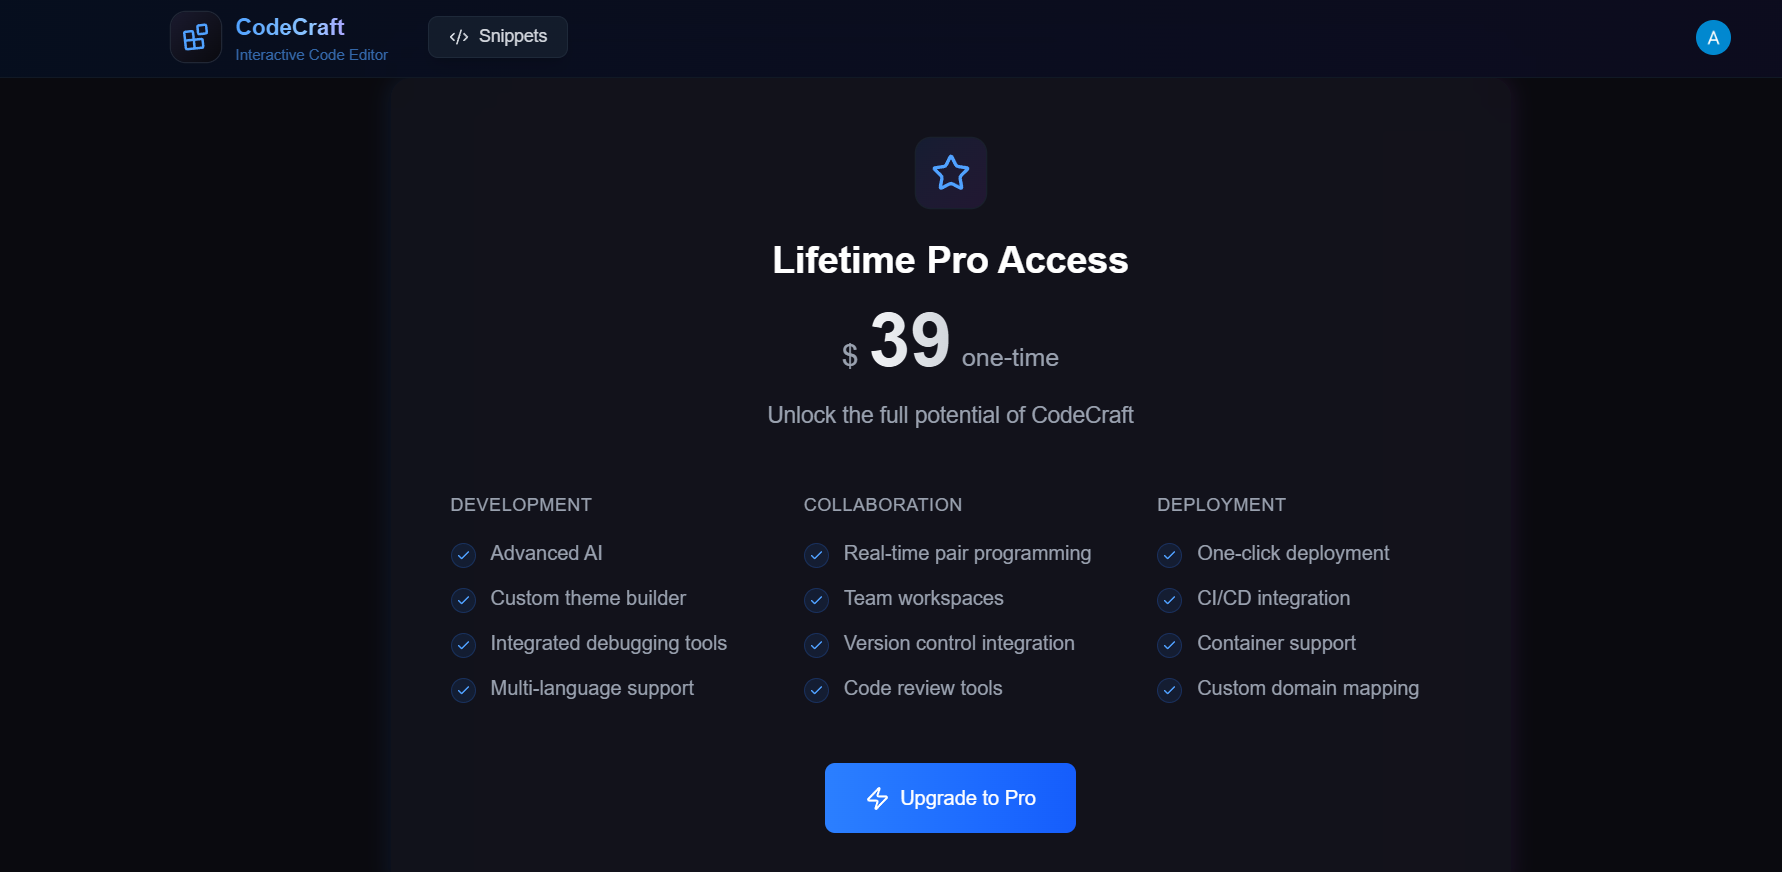 CodeCraft
Interactive Code Editor
Snippets
A
Lifetime Pro Access
$ 39 one-time
Unlock the full potential of CodeCraft
DEVELOPMENT
Advanced AI
Custom theme builder
Integrated debugging tools
Multi-language support
COLLABORATION
Real-time pair programming
Team workspaces
Version control integration
Code review tools
DEPLOYMENT
One-click deployment
CI/CD integration
Container support
Custom domain mapping
Upgrade to Pro